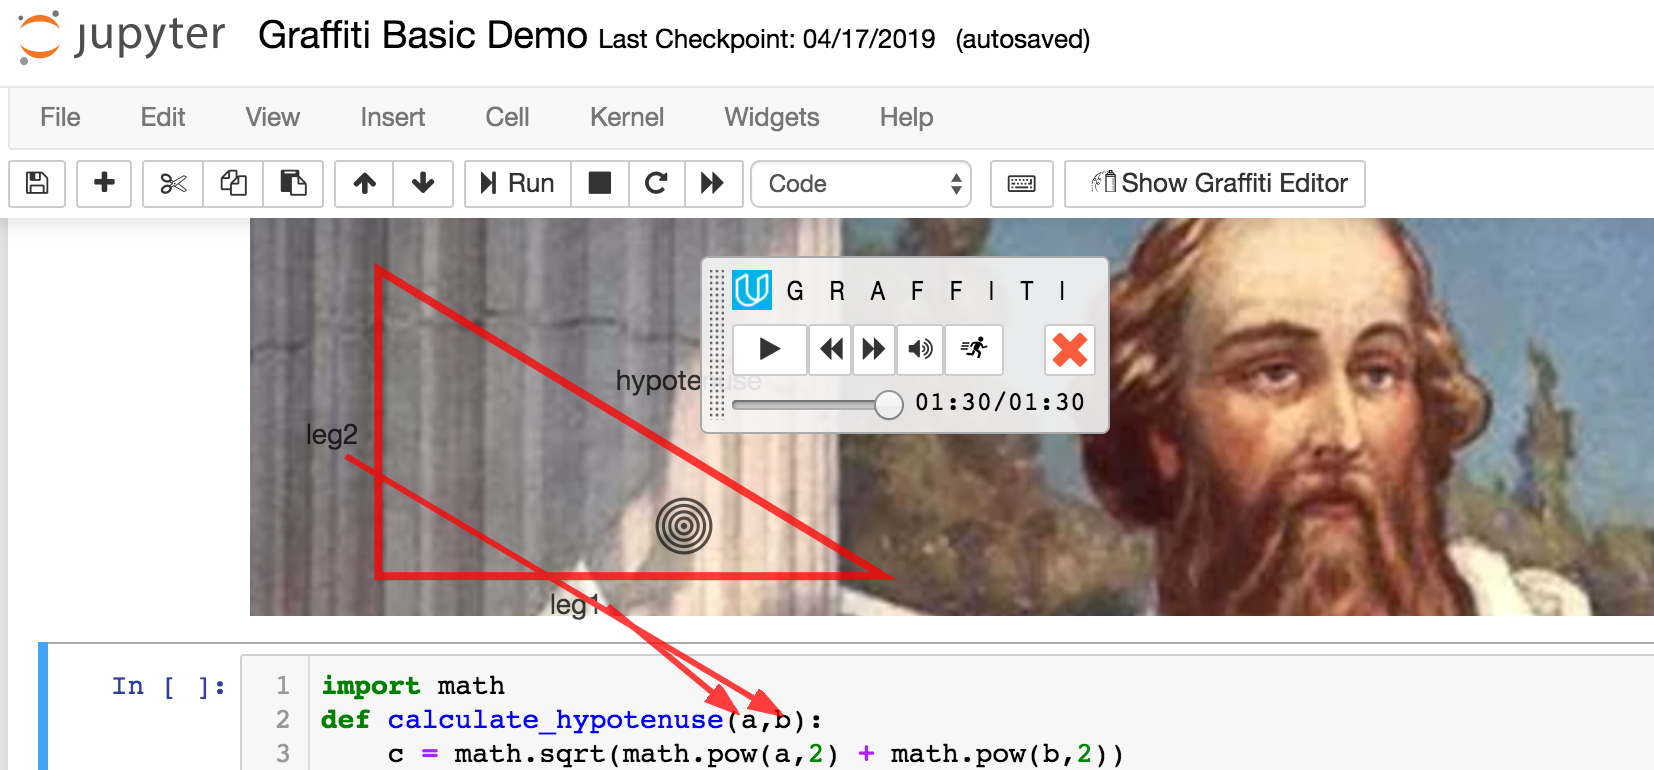 jupyter Graffiti Basic Demo Last Checkpoint: 04/17/2019 (autosaved)
File Edit View Insert Cell Kernel Widgets Help
Run Code Show Graffiti Editor
G R A F F I T I
hypotenuse
01:30/01:30
leg2
leg1
In [ ]:
1 import math
2 def calculate_hypotenuse(a,b):
3 c = math.sqrt(math.pow(a,2) + math.pow(b,2))